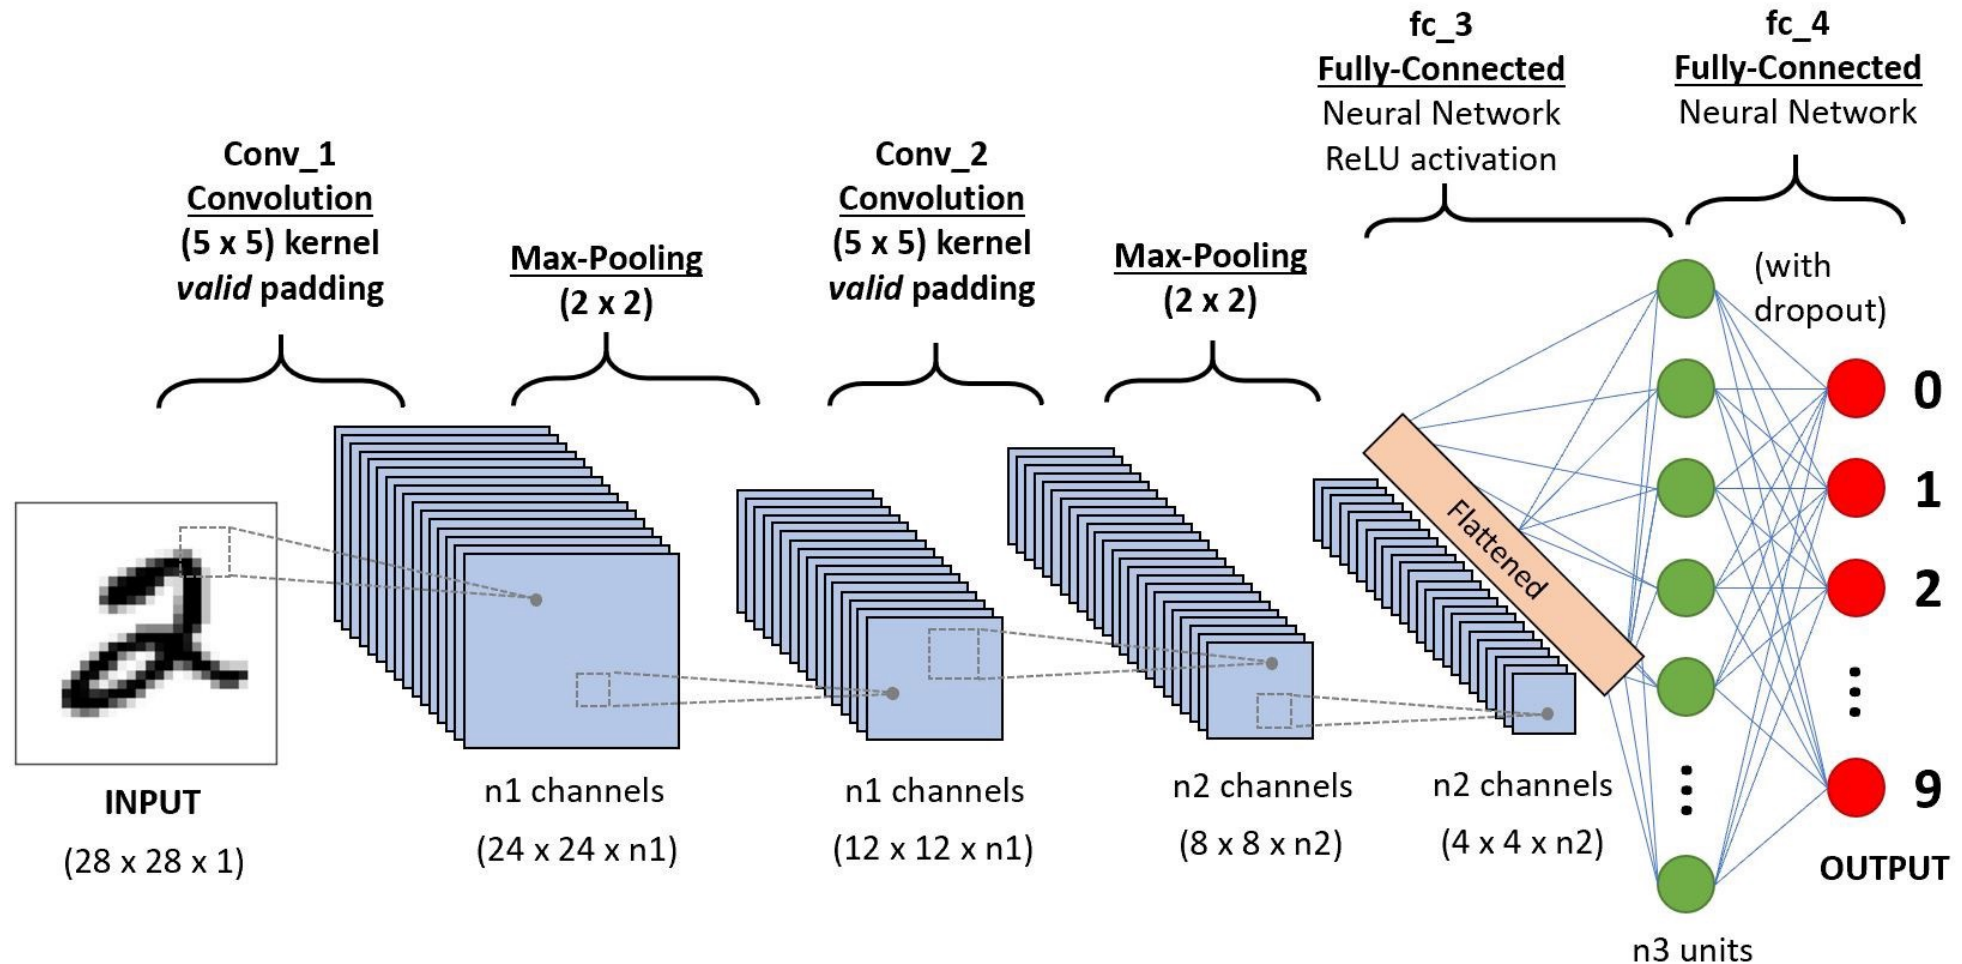 Conv_1
Convolution
(5 x 5) kernel
valid padding
Max-Pooling
(2 x 2)
Conv_2
Convolution
(5 x 5) kernel
valid padding
Max-Pooling
(2 x 2)
fc_3
Fully-Connected
Neural Network
ReLU activation
fc_4
Fully-Connected
Neural Network
(with
dropout)
Flattened
0
1
2
9
OUTPUT
INPUT
(28 x 28 x 1)
n1 channels
(24 x 24 x n1)
n1 channels
(12 x 12 x n1)
n2 channels
(8 x 8 x n2)
n2 channels
(4 x 4 x n2)
n3 units
2